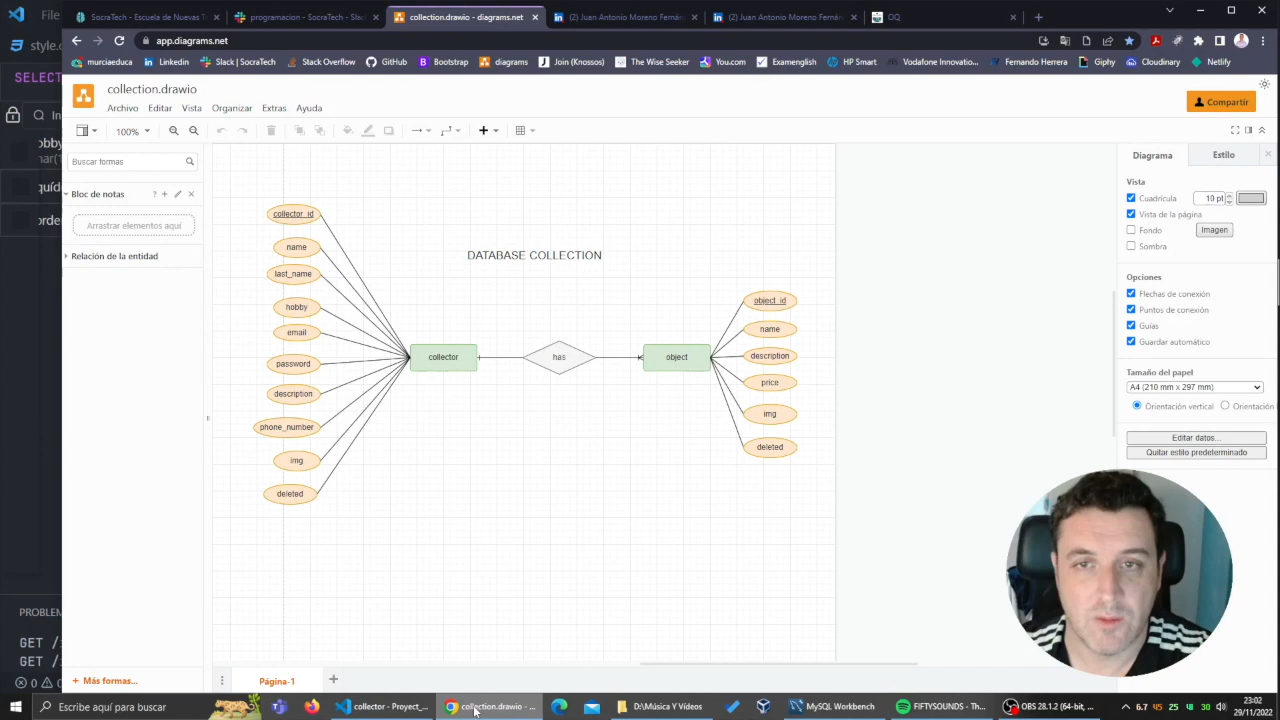 SocraTech - Escuela de Nuevas T
programacion - SocraTech - Sla
collection.drawio - diagrams.net
(2) Juan Antonio Moreno Fernán
(2) Juan Antonio Moreno Fernán
OQ
app.diagrams.net
style.
murciaeduca
Linkedin
Slack | SocraTech
Stack Overflow
GitHub
Bootstrap
diagrams
Join (Knossos)
The Wise Seeker
You.com
Examenglish
HP Smart
Vodafone Innovatio...
Fernando Herrera
Giphy
Cloudinary
Netlify
SELECT
collection.drawio
Archivo Editar Vista Organizar Extras Ayuda
Compartir
100%
Buscar formas
Bloc de notas
Arrastrar elementos aquí
Relación de la entidad
Más formas...
DATABASE COLLECTION
collector_id
name
last_name
hobby
email
password
description
phone_number
img
deleted
collector
has
object
object_id
name
description
price
img
deleted
Diagrama
Estilo
Vista
Cuadrícula
10 pt
Vista de la página
Fondo
Imagen
Sombra
Opciones
Flechas de conexión
Puntos de conexión
Guías
Guardar automático
Tamaño del papel
A4 (210 mm x 297 mm)
Orientación vertical
Orientación
Editar datos...
Quitar estilo predeterminado
PROBLEM
GET /
GET /
0
Página-1
Escribe aquí para buscar
collector - Proyect_...
collection.drawio - ...
D:\Música Y Vídeos
MySQL Workbench
FIFTYSOUNDS - Th...
OBS 28.1.2 (64-bit, ...
23:02
29/11/2022